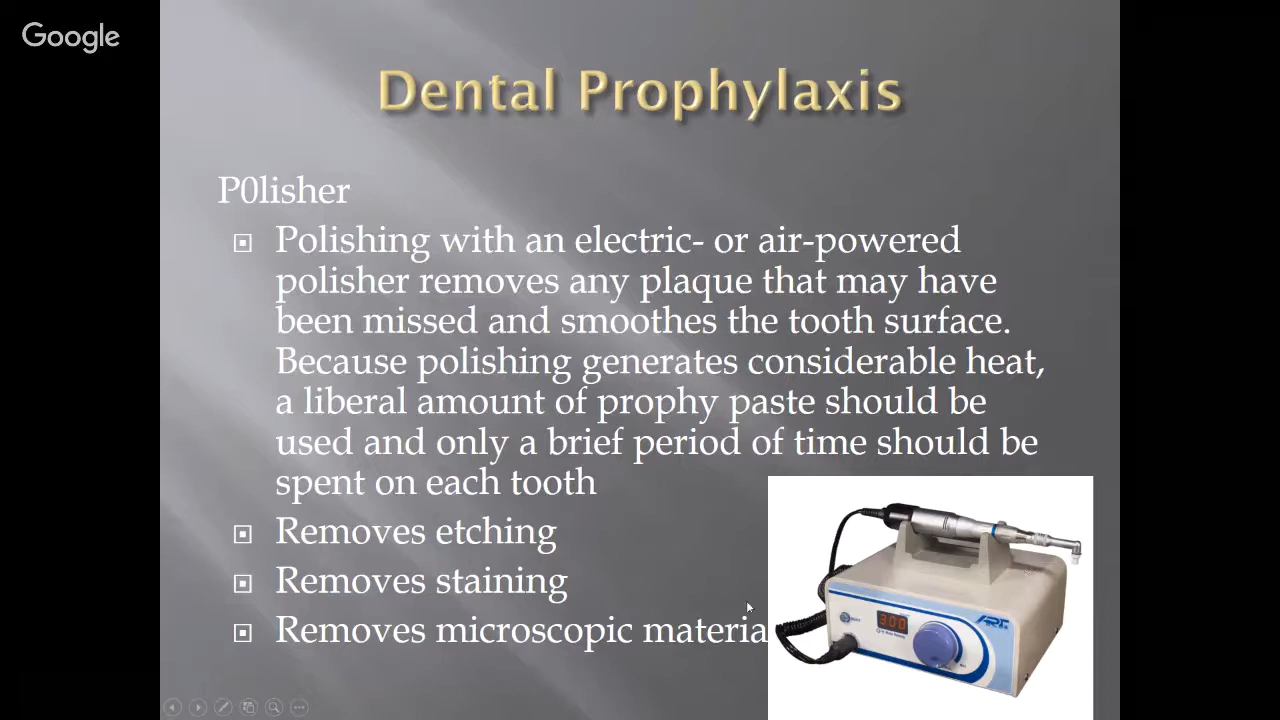 Google
Dental Prophylaxis
P0lisher
Polishing with an electric- or air-powered
polisher removes any plaque that may have
been missed and smoothes the tooth surface.
Because polishing generates considerable heat,
a liberal amount of prophy paste should be
used and only a brief period of time should be
spent on each tooth
Removes etching
Removes staining
Removes microscopic materia
300
ART